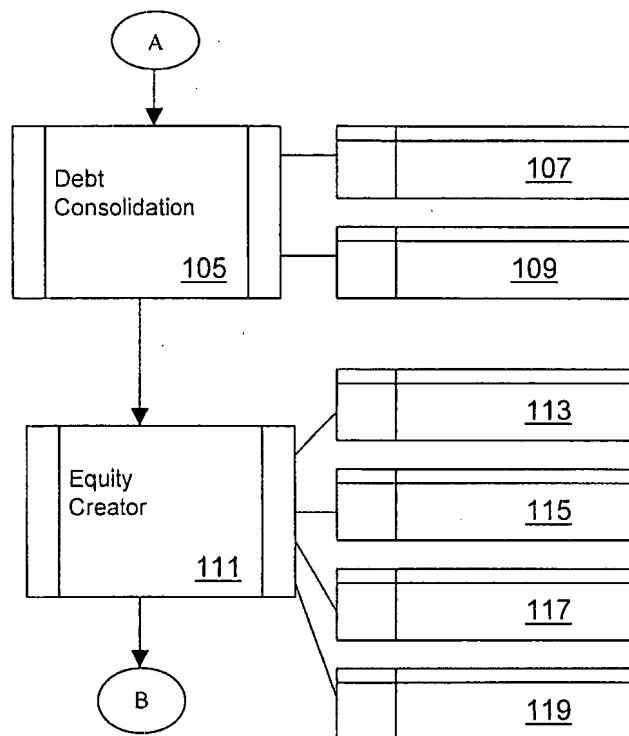 A
Debt
Consolidation
105
107
109
Equity
Creator
111
113
115
117
119
B